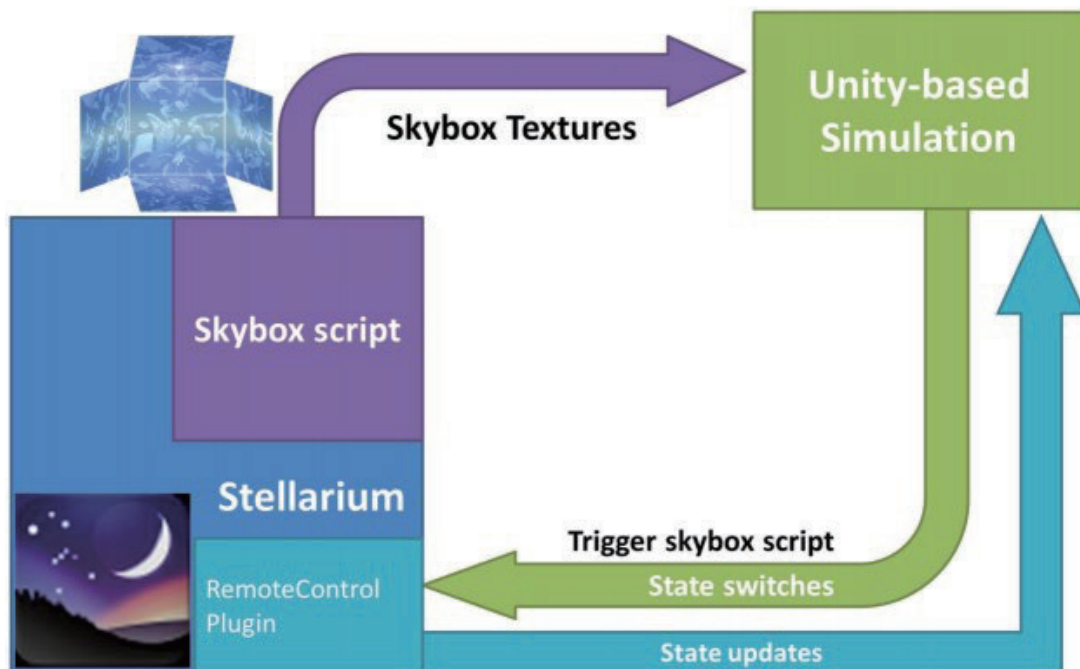 Unity-based
Simulation
Skybox Textures
Skybox script
Stellarium
Trigger skybox script
RemoteControl
Plugin
State switches
State updates